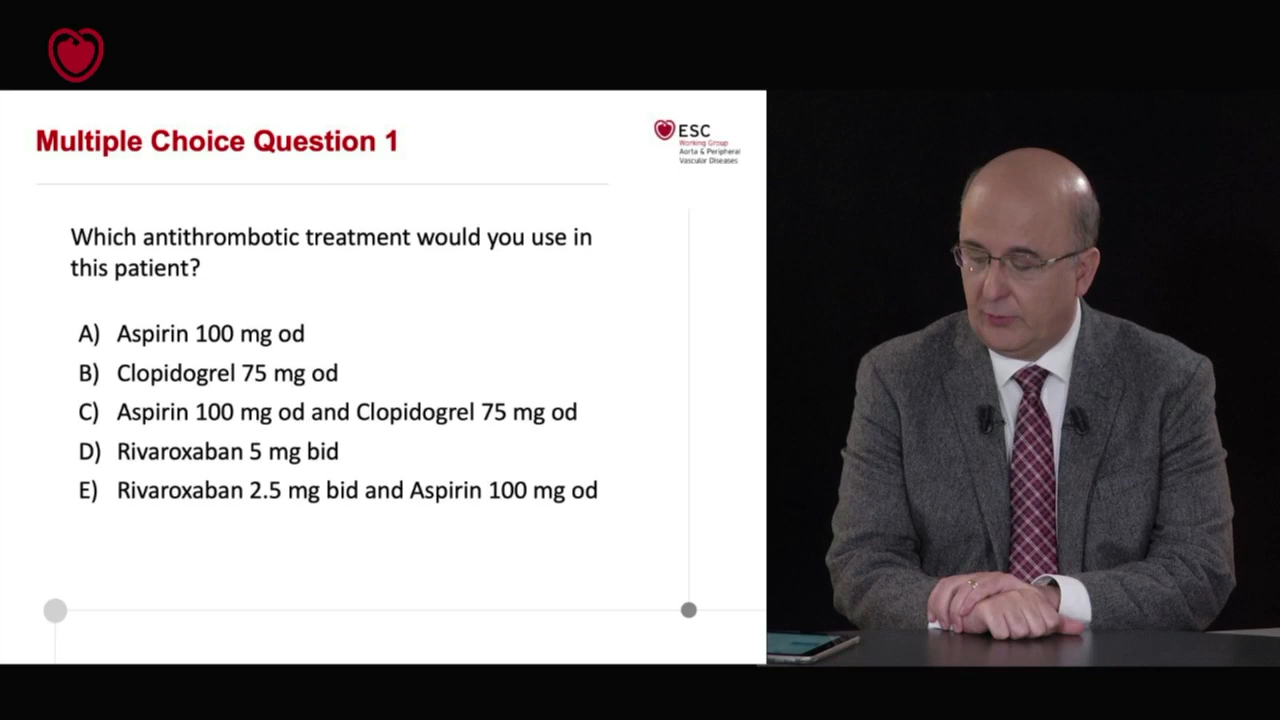 Multiple Choice Question 1
ESC
Working Group
Aorta & Peripheral
Vascular Diseases
Which antithrombotic treatment would you use in
this patient?
A) Aspirin 100 mg od
B) Clopidogrel 75 mg od
C) Aspirin 100 mg od and Clopidogrel 75 mg od
D) Rivaroxaban 5 mg bid
E) Rivaroxaban 2.5 mg bid and Aspirin 100 mg od